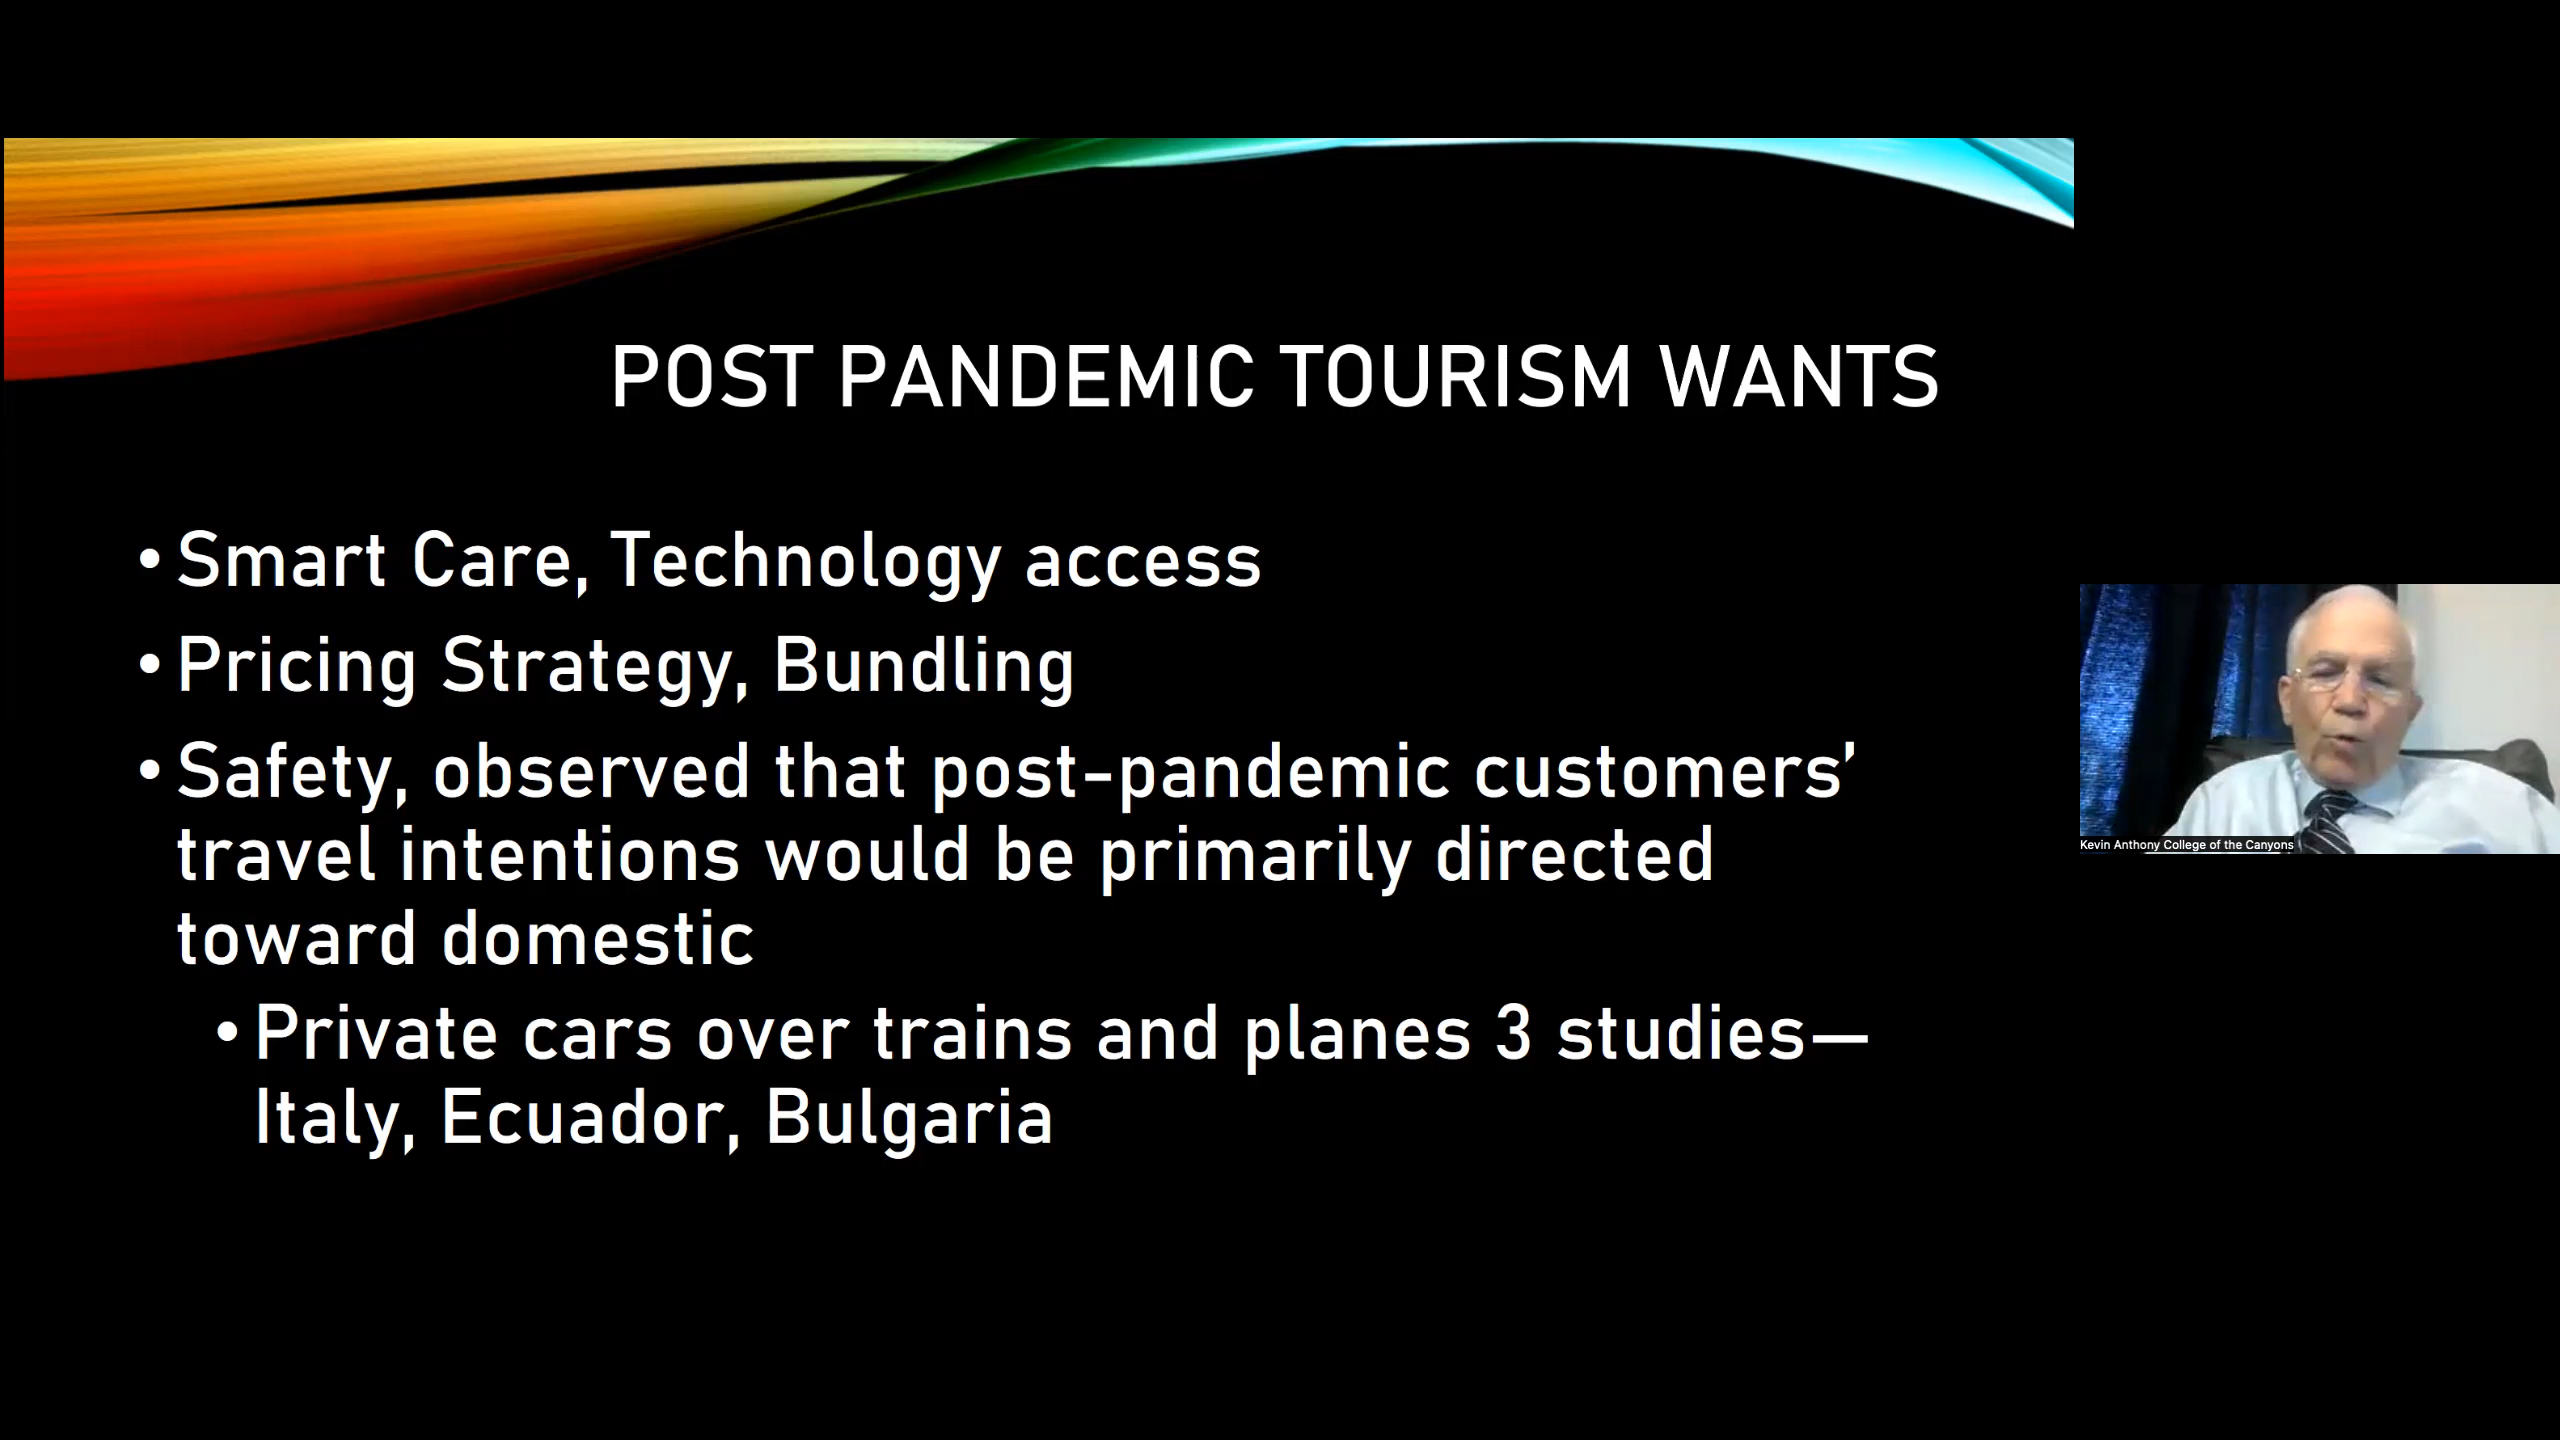 POST PANDEMIC TOURISM WANTS
• Smart Care, Technology access
• Pricing Strategy, Bundling
• Safety, observed that post-pandemic customers’
travel intentions would be primarily directed
toward domestic
• Private cars over trains and planes 3 studies—
Italy, Ecuador, Bulgaria
Kevin Anthony College of the Canyons